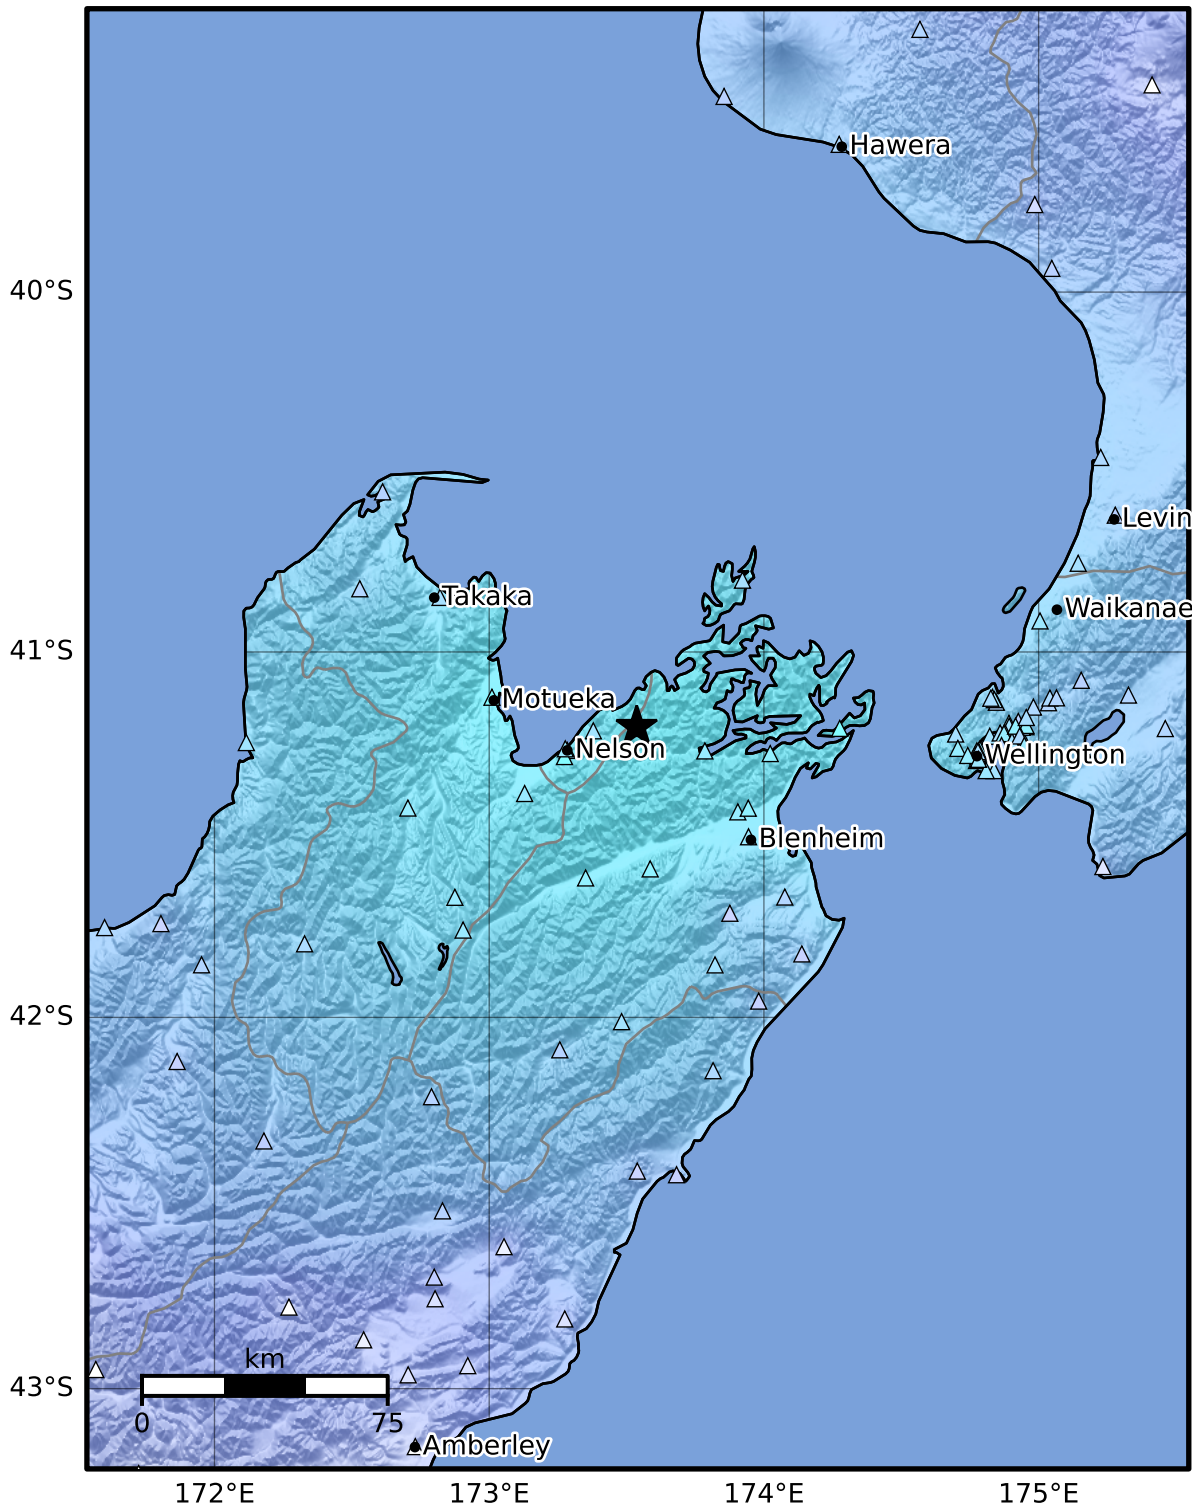 Hawera
40°S
Levin
Takaka
Waikanae
41°S
Motueka
Nelson
Wellington
Blenheim
42°S
km
43°S
0
75
Amberley
172°E
173°E
174°E
175°E